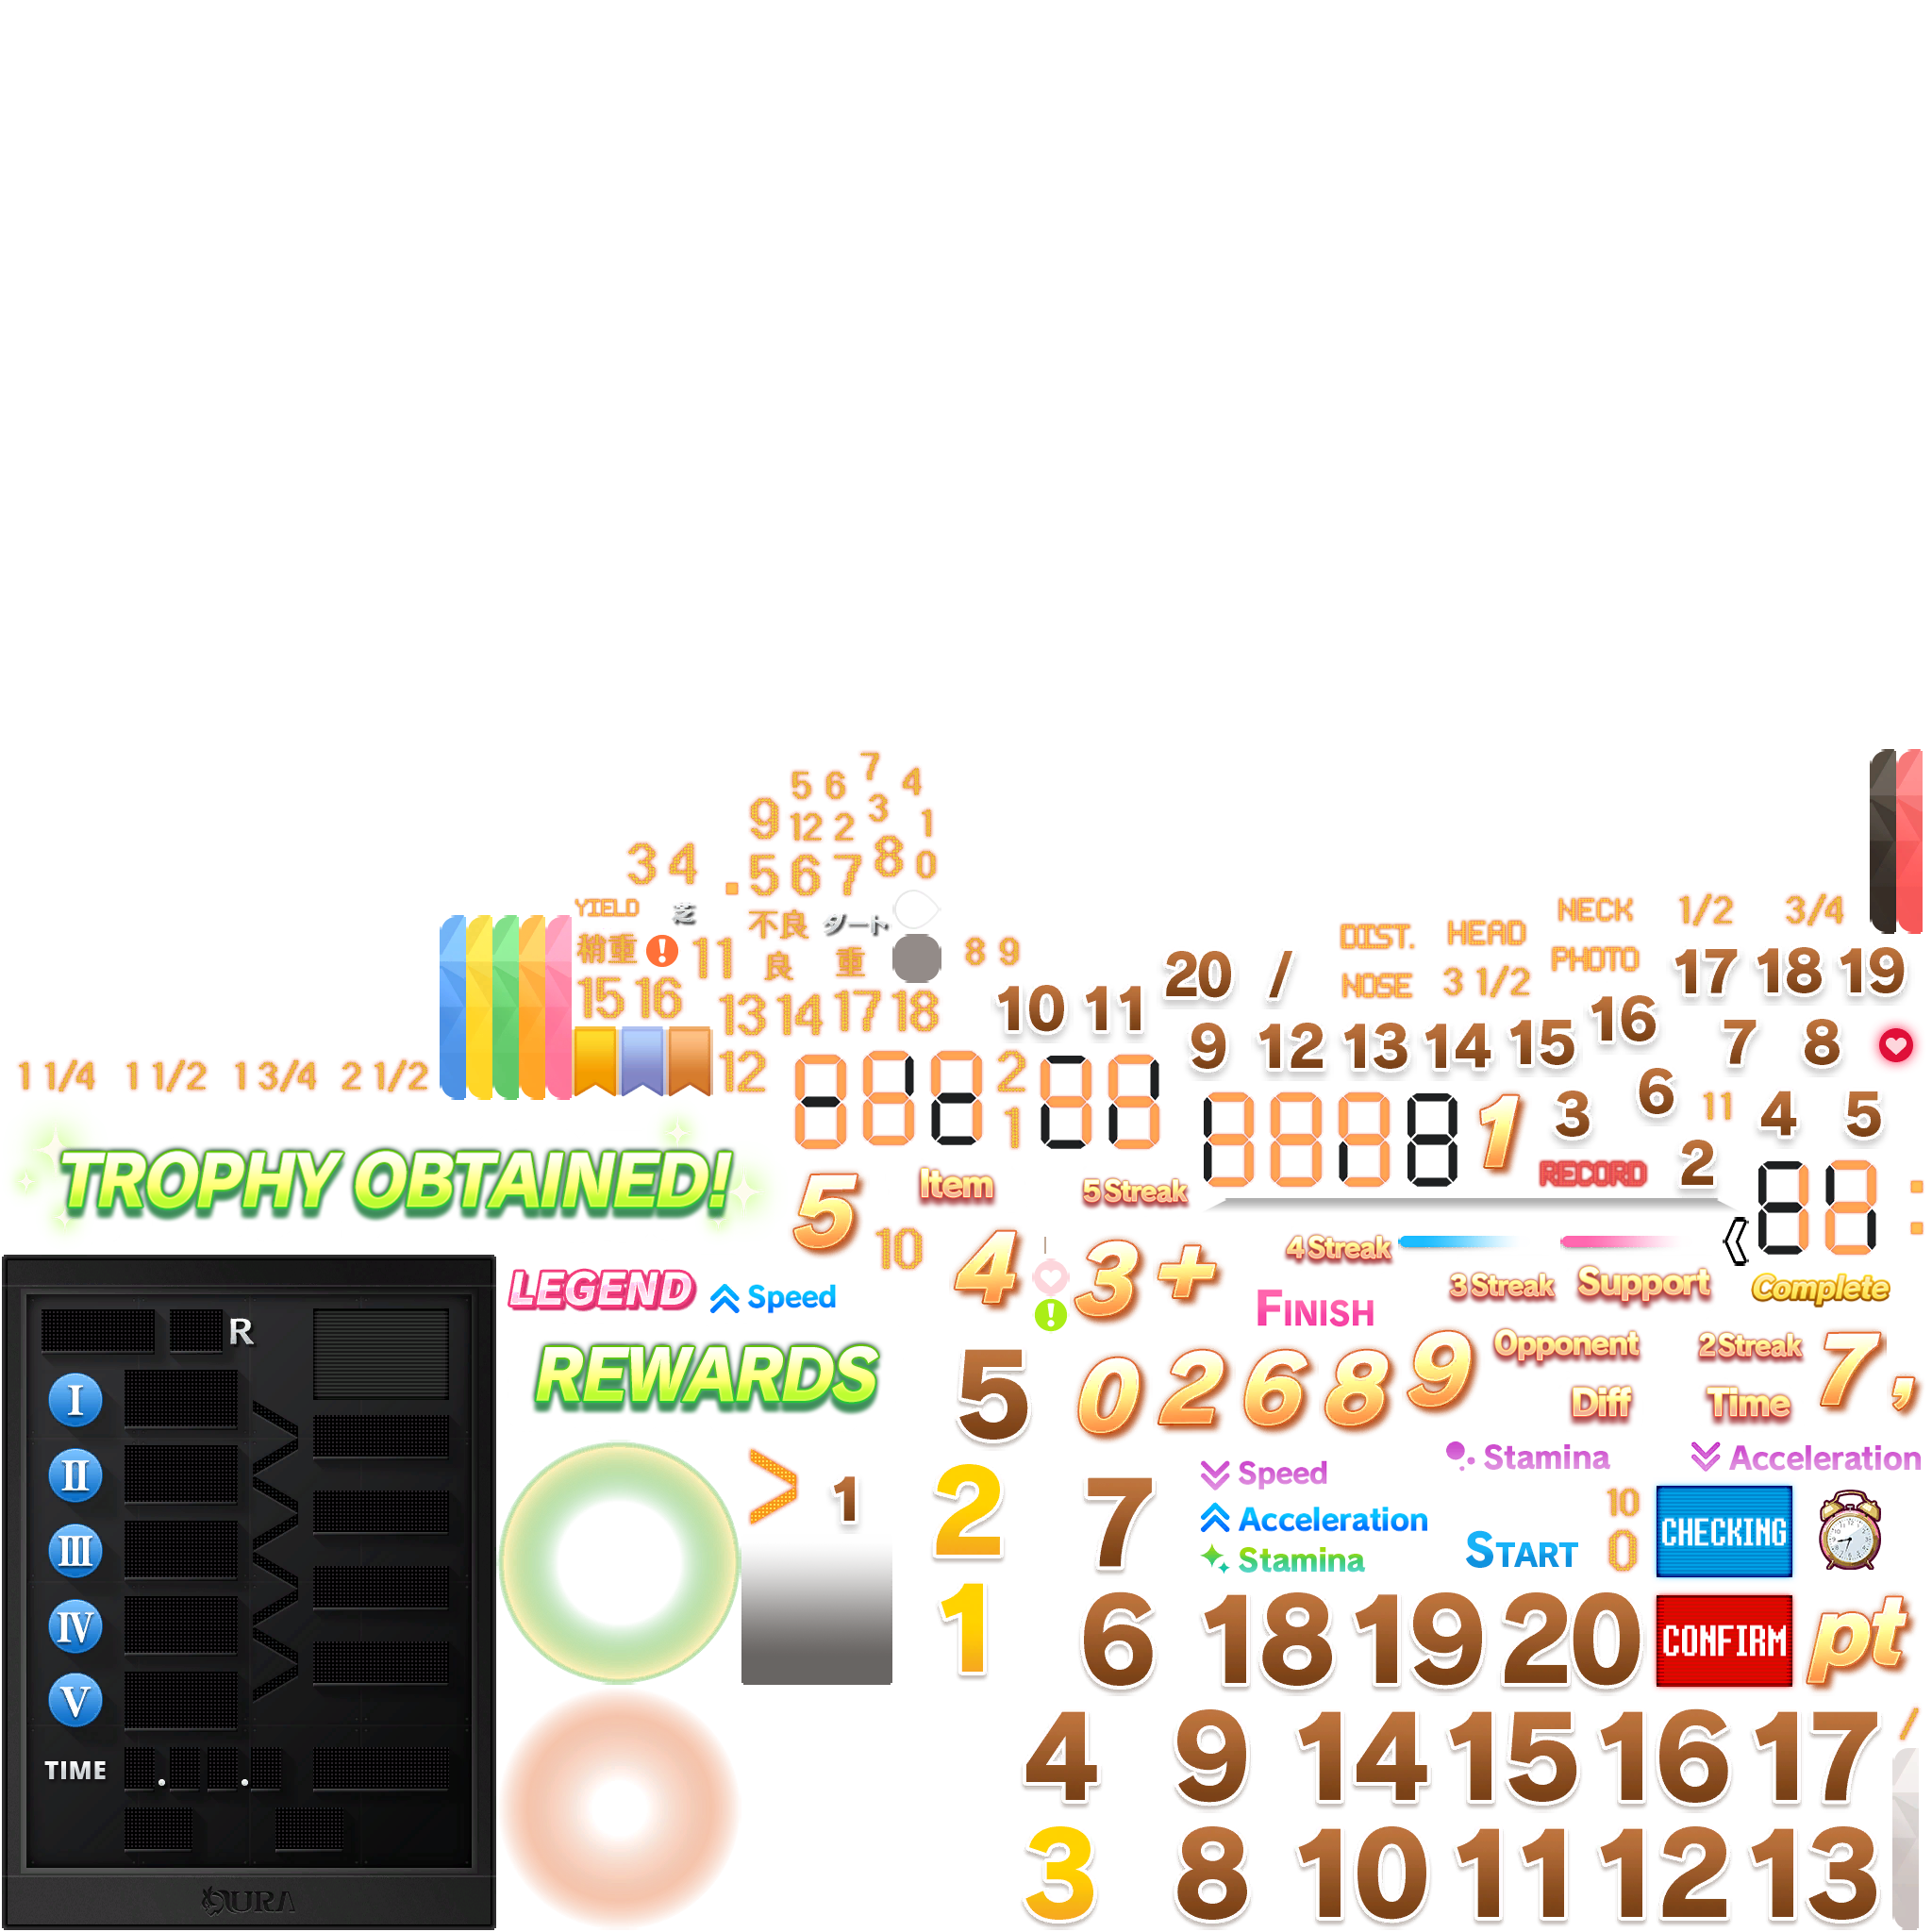 7
5 6 4
9 12 2 3 1
3 4 . 5 6 7 8 0
YIELD 芝 不良 ダート
稍重 ! 11 良 重 8 9
15 16 13 14 17 18
12
1 1/4 1 1/2 1 3/4 2 1/2
NECK 1/2 3/4
DIST. HEAD
20 / PHOTO 17 18 19
NOSE 3 1/2
10 11 16
9 12 13 14 15 7 8
2
1
1 3 6 11 4 5
RECORD 2
TROPHY OBTAINED!
5 Item 5 Streak
10 4 3 +
4 Streak
LEGEND Speed
3 Streak Support Complete
FINISH
REWARDS
5 0 2 6 8 9
Opponent 2 Streak 7 ,
Diff Time
Stamina Acceleration
Speed
> 1 2 7
Acceleration 10 CHECKING
START 0
Stamina
1 6 18 19 20 CONFIRM pt
4 9 14 15 16 17 /
3 8 10 11 12 13
R
I
II
III
IV
V
TIME
URA